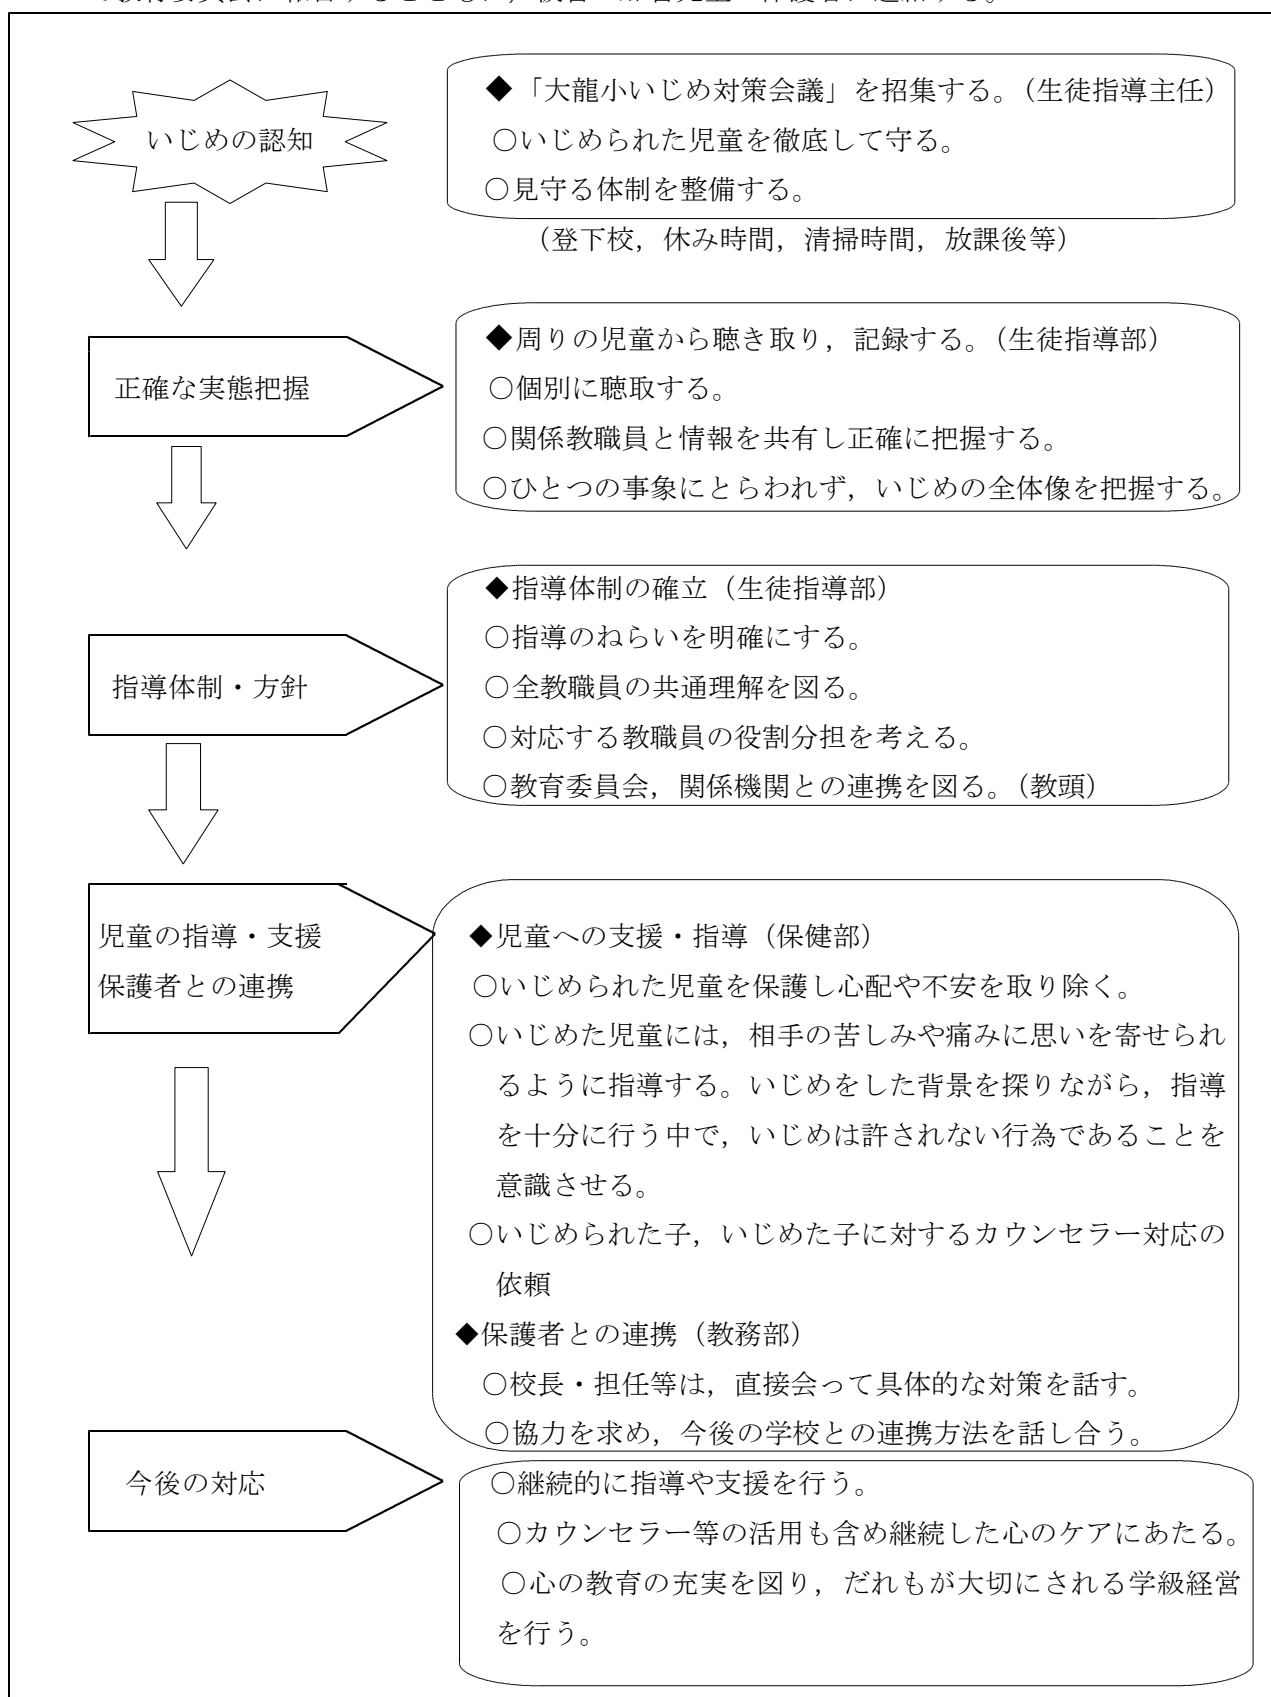 いじめの認知
◆「大龍小いじめ対策会議」を招集する。（生徒指導主任）
○いじめられた児童を徹底して守る。
○見守る体制を整備する。
（登下校，休み時間，清掃時間，放課後等）
正確な実態把握
◆周りの児童から聴き取り，記録する。（生徒指導部）
○個別に聴取する。
○関係教職員と情報を共有し正確に把握する。
○ひとつの事象にとらわれず，いじめの全体像を把握する。
指導体制・方針
◆指導体制の確立（生徒指導部）
○指導のねらいを明確にする。
○全教職員の共通理解を図る。
○対応する教職員の役割分担を考える。
○教育委員会，関係機関との連携を図る。（教頭）
児童の指導・支援
保護者との連携
◆児童への支援・指導（保健部）
○いじめられた児童を保護し心配や不安を取り除く。
○いじめた児童には，相手の苦しみや痛みに思いを寄せられ
るように指導する。いじめをした背景を探りながら，指導
を十分に行う中で，いじめは許されない行為であることを
意識させる。
○いじめられた子，いじめた子に対するカウンセラー対応の
依頼
◆保護者との連携（教務部）
○校長・担任等は，直接会って具体的な対策を話す。
○協力を求め，今後の学校との連携方法を話し合う。
今後の対応
○継続的に指導や支援を行う。
○カウンセラー等の活用も含め継続した心のケアにあたる。
○心の教育の充実を図り，だれもが大切にされる学級経営
を行う。